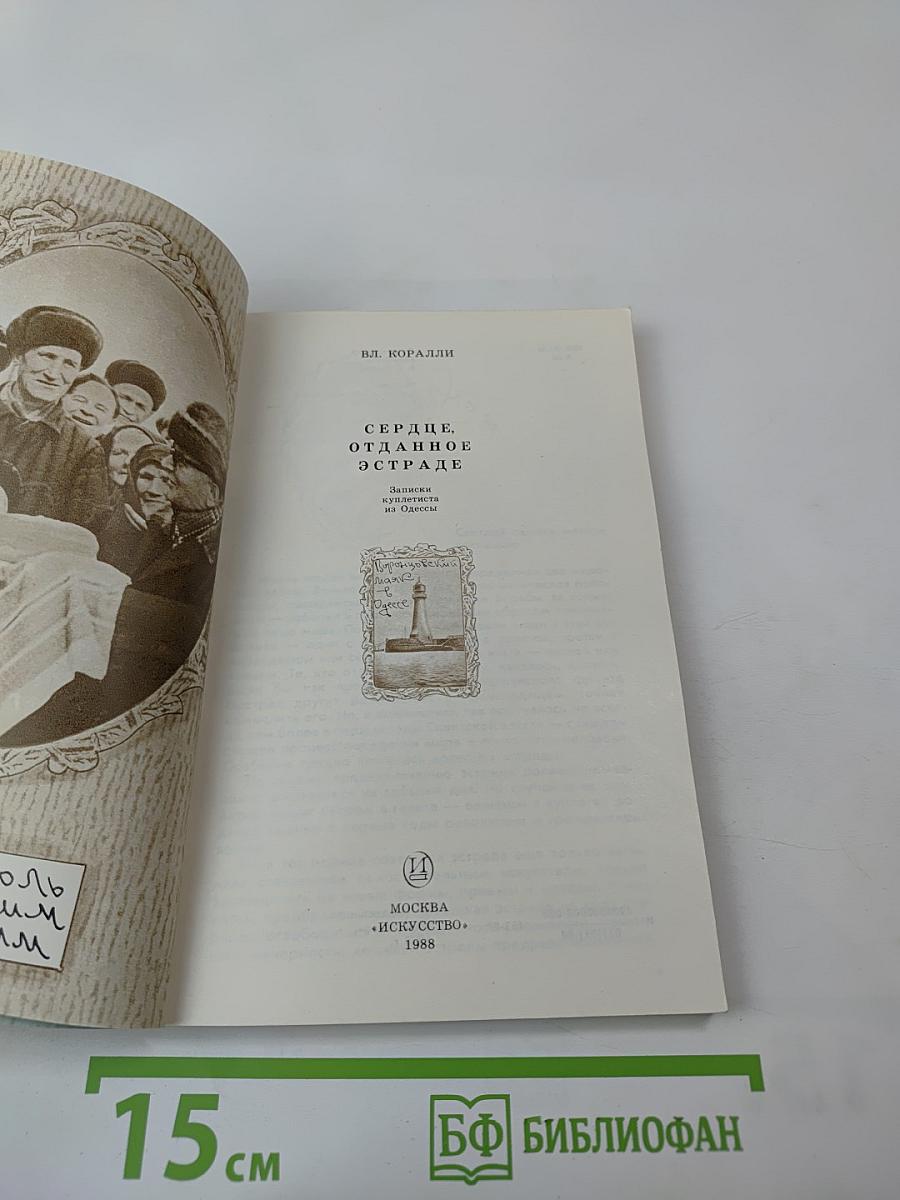 ВЛ. КОРАЛЛИ
СЕРДЦЕ,
ОТДАННОЕ
ЭСТРАДЕ
Записки
куплетиста
из Одессы
Воронцовский
маяк
в
Одессе
МОСКВА
«ИСКУССТВО»
1988
15 см
БФ БИБЛИОФАН